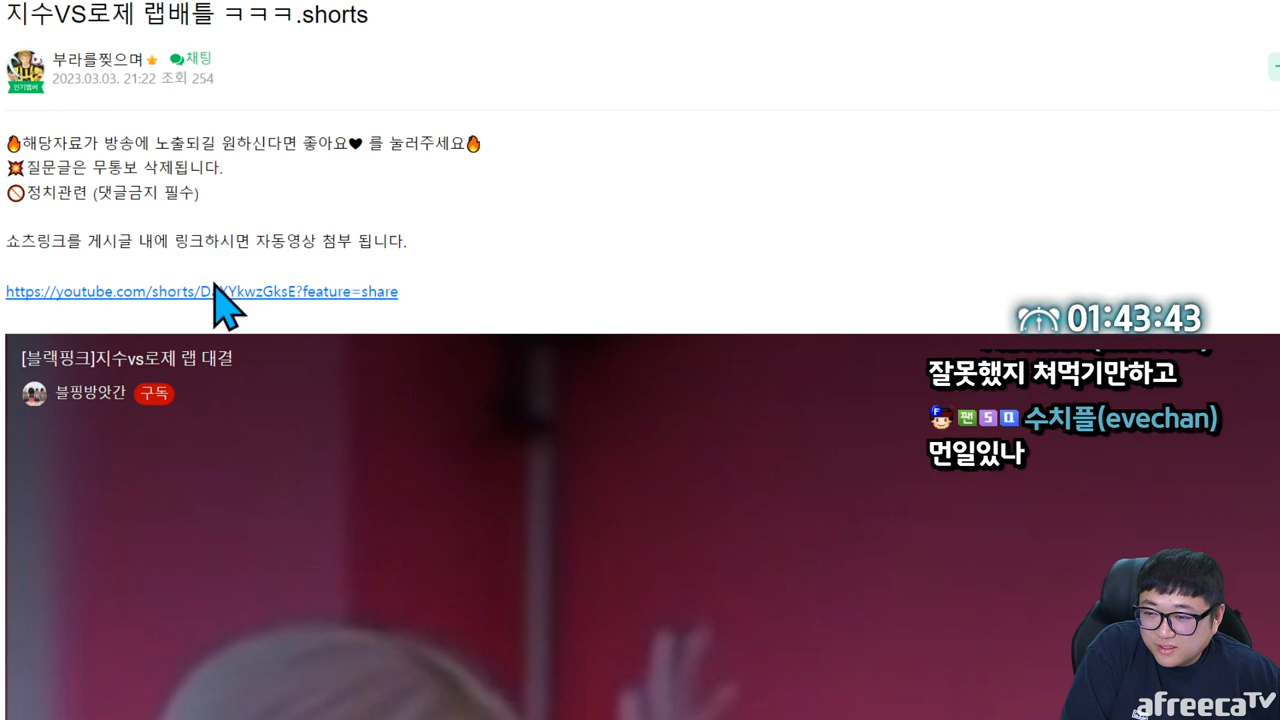 지수VS로제 랩배틀 ㅋㅋㅋ.shorts
부라를찢으며 채팅
인기멤버
2023.03.03. 21:22 조회 254
해당자료가 방송에 노출되길 원하신다면 좋아요🖤 를 눌러주세요
질문글은 무통보 삭제됩니다.
정치관련 (댓글금지 필수)
쇼츠링크를 게시글 내에 링크하시면 자동영상 첨부 됩니다.
01:43:43
[블랙핑크]지수vs로제 랩 대결
블핑방앗간 구독
잘못했지 쳐먹기만하고
팬 5 Q 수치플(evechan)
먼일있나
afreecaTV